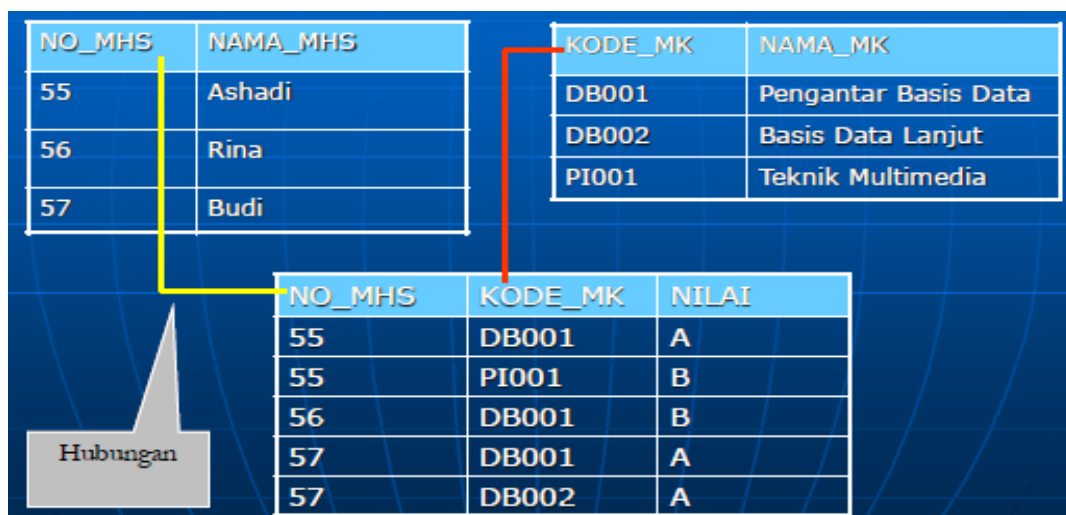 NO_MHS NAMA_MHS
55 Ashadi
56 Rina
57 Budi
KODE_MK NAMA_MK
DB001 Pengantar Basis Data
DB002 Basis Data Lanjut
PI001 Teknik Multimedia
NO_MHS KODE_MK NILAI
55 DB001 A
55 PI001 B
56 DB001 B
57 DB001 A
57 DB002 A
Hubungan